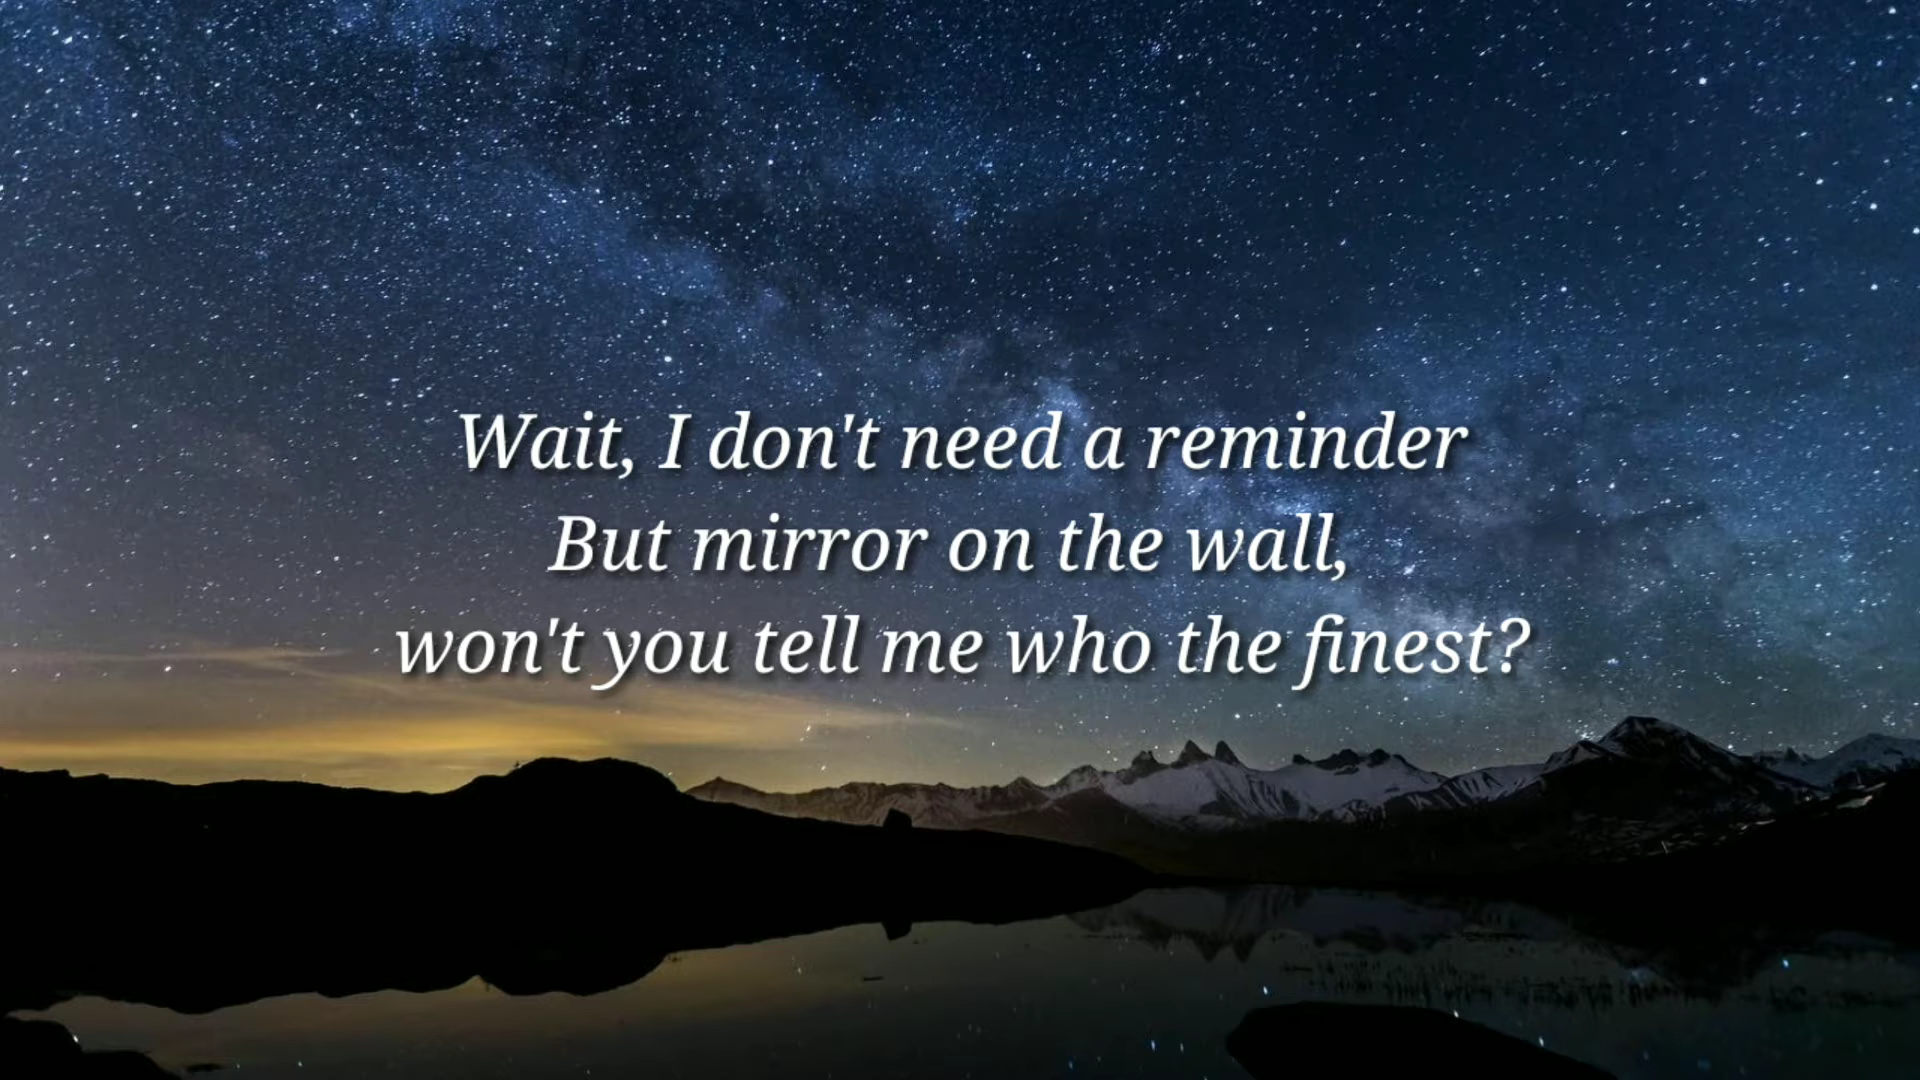 Wait, I don't need a reminder
But mirror on the wall,
won't you tell me who the finest?